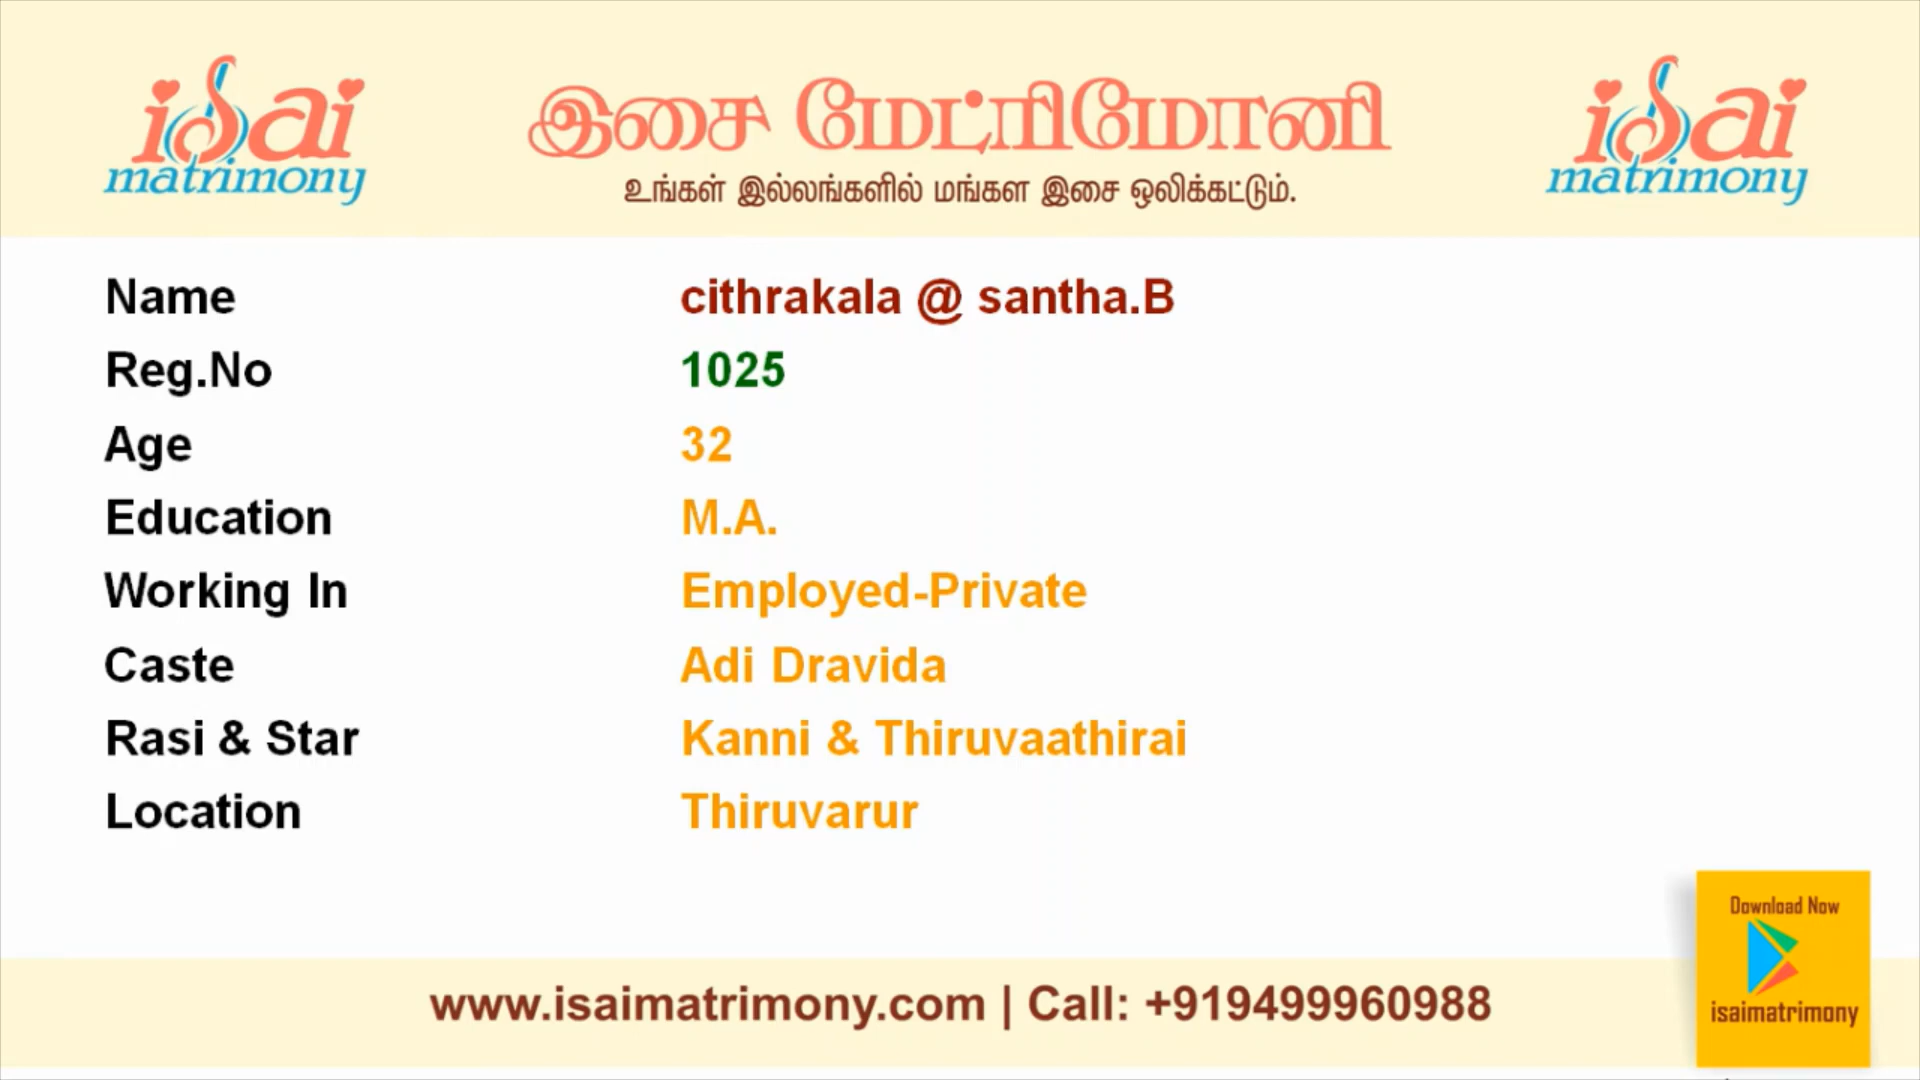 isai
matrimony
இசை மேட்ரிமோனி
உங்கள் இல்லங்களில் மங்கள இசை ஒலிக்கட்டும்.
isai
matrimony
Name cithrakala @ santha.B
Reg.No 1025
Age 32
Education M.A.
Working In Employed-Private
Caste Adi Dravida
Rasi & Star Kanni & Thiruvaathirai
Location Thiruvarur
Download Now
isaimatrimony
www.isaimatrimony.com | Call: +919499960988